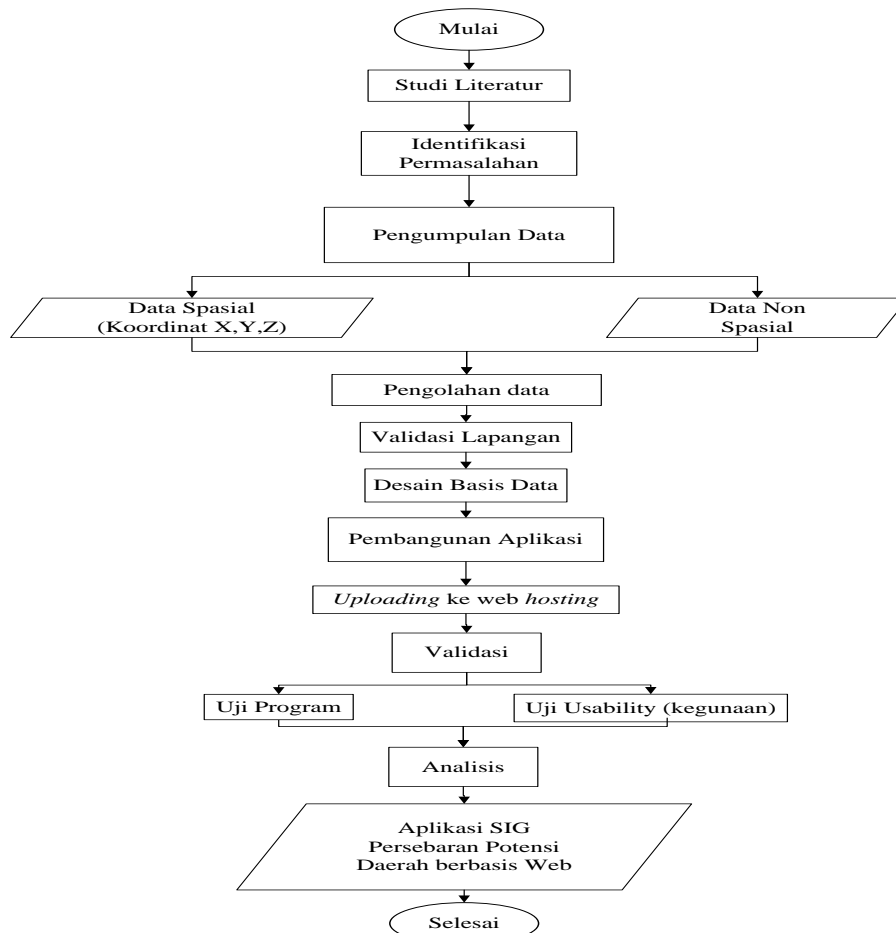 Mulai
Studi Literatur
Identifikasi
Permasalahan
Pengumpulan Data
Data Spasial
(Koordinat X,Y,Z)
Data Non
Spasial
Pengolahan data
Validasi Lapangan
Desain Basis Data
Pembangunan Aplikasi
Uploading ke web hosting
Validasi
Uji Program
Uji Usability (kegunaan)
Analisis
Aplikasi SIG
Persebaran Potensi
Daerah berbasis Web
Selesai